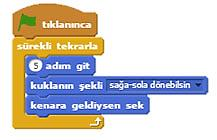 tıklanınca
sürekli tekrarla
5 adım git
kuklanın şekli sağa-sola dönebilsin
kenara geldiysen sek